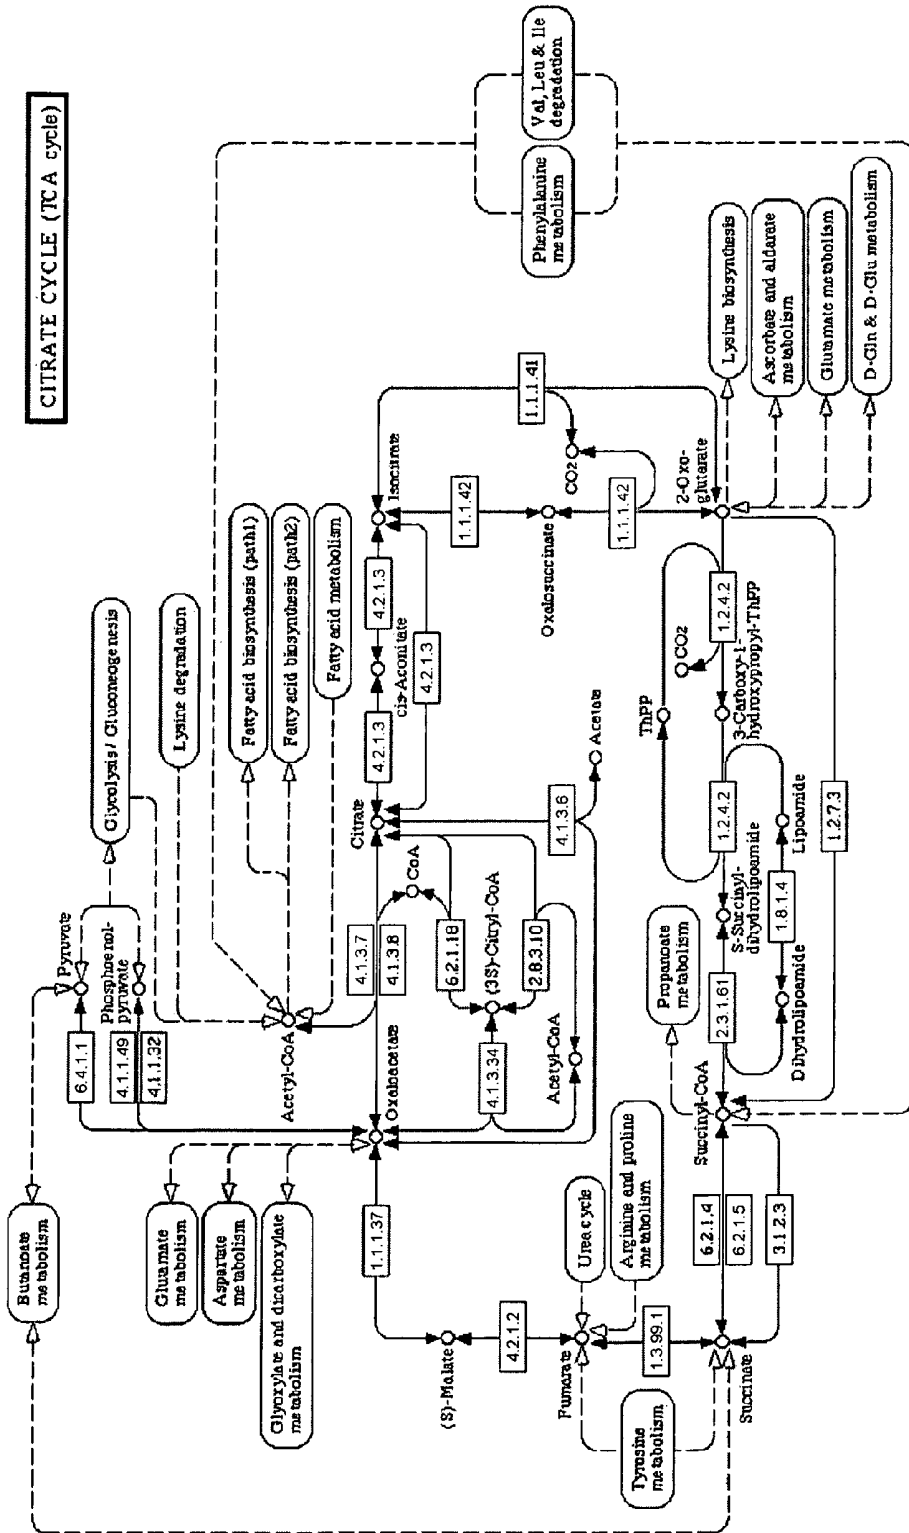 CITRATE CYCLE (TCA cycle)
Butanoate
metabolism
Pyruvate
Glycolysis / Gluconeogenesis
6.4.1.1
Phosphoenol-
pyruvate
4.1.1.49
4.1.1.32
Lysine degradation
Glutamate
metabolism
Aspartate
metabolism
Glyoxylate and dicarboxylate
metabolism
Fatty acid biosynthesis (path1)
Fatty acid biosynthesis (path2)
Fatty acid metabolism
Acetyl-CoA
Phenylalanine
metabolism
Val, Leu & Ile
degradation
4.1.3.7
4.1.3.8
Oxaloacetate
Citrate
4.2.1.3
cis-Aconitate
4.2.1.3
Isocitrate
4.2.1.3
1.1.1.37
CoA
6.2.1.18
(3S)-Citryl-CoA
4.1.3.34
2.8.3.10
Acetyl-CoA
4.1.3.6
Acetate
(S)-Malate
4.2.1.2
1.1.1.42
1.1.1.41
Oxalosuccinate
CO2
1.1.1.42
Fumarate
Urea cycle
Arginine and proline
metabolism
1.3.99.1
Tyrosine
metabolism
Succinate
6.2.1.4
6.2.1.5
3.1.2.3
Succinyl-CoA
Propanoate
metabolism
2.3.1.61
S-Succinyl-
dihydrolipoamide
Dihydrolipoamide
1.8.1.4
Lipoamide
1.2.4.2
ThPP
3-Carboxy-1-
hydroxypropyl-ThPP
CO2
1.2.4.2
1.2.7.3
2-Oxo-
glutarate
Lysine biosynthesis
Ascorbate and aldarate
metabolism
Glutamate metabolism
D-Gln & D-Glu metabolism